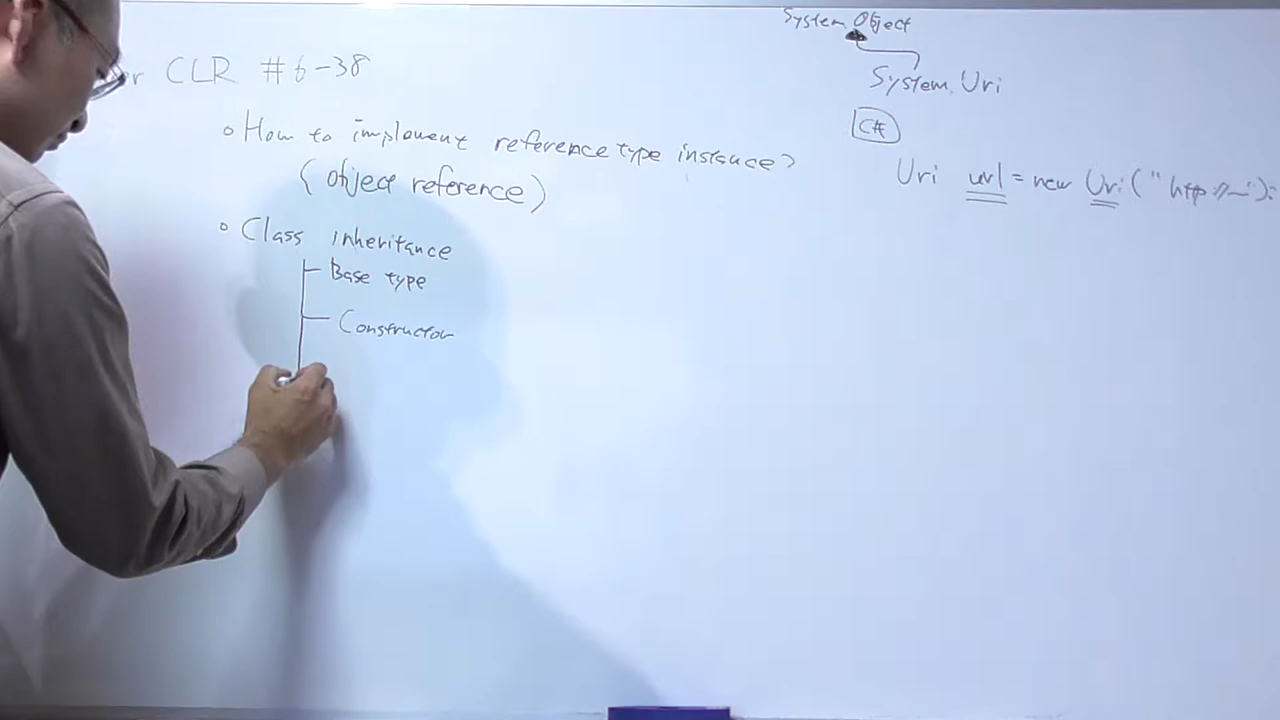 or CLR #6-38
• How to implement reference type instance?
(object reference)
• Class inheritance
Base type
Constructor
System.Object
System.Uri
C#
Uri url = new Uri("http://~");